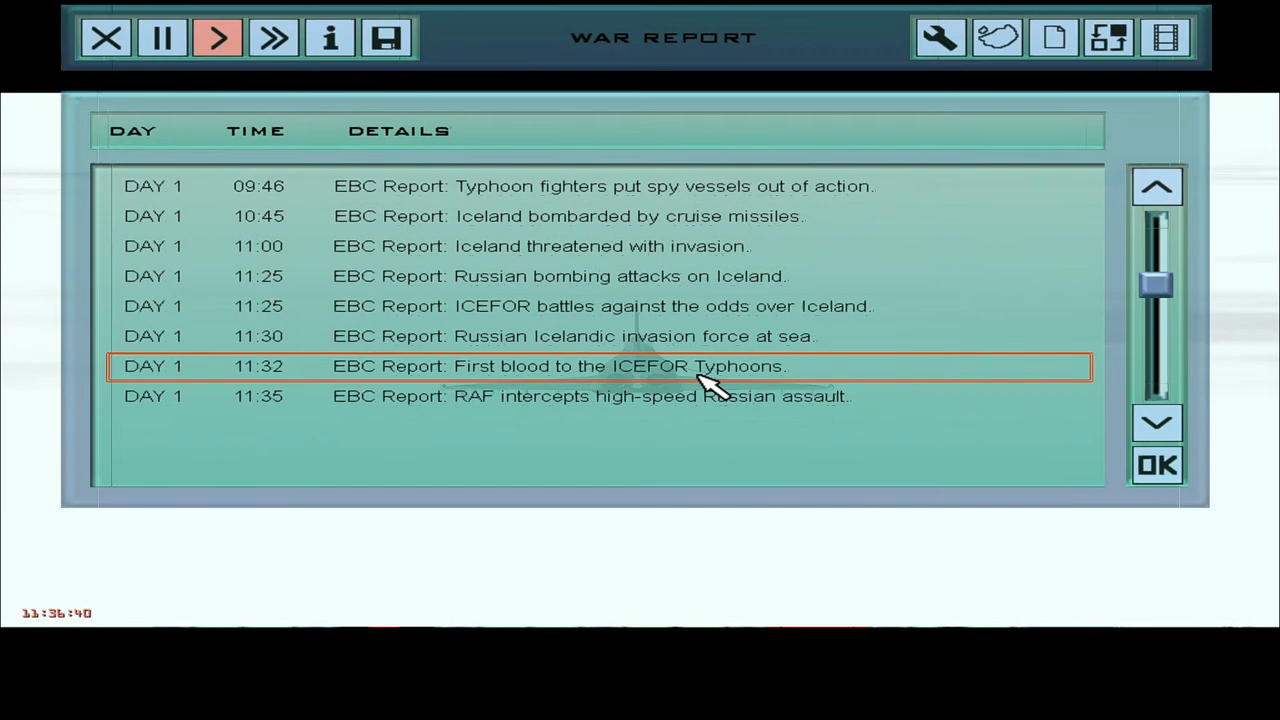 WAR REPORT
DAY TIME DETAILS
DAY 1 09:46 EBC Report: Typhoon fighters put spy vessels out of action.
DAY 1 10:45 EBC Report: Iceland bombarded by cruise missiles.
DAY 1 11:00 EBC Report: Iceland threatened with invasion.
DAY 1 11:25 EBC Report: Russian bombing attacks on Iceland.
DAY 1 11:25 EBC Report: ICEFOR battles against the odds over Iceland.
DAY 1 11:30 EBC Report: Russian Icelandic invasion force at sea.
DAY 1 11:32 EBC Report: First blood to the ICEFOR Typhoons.
DAY 1 11:35 EBC Report: RAF intercepts high-speed Russian assault.
OK
11:36:40